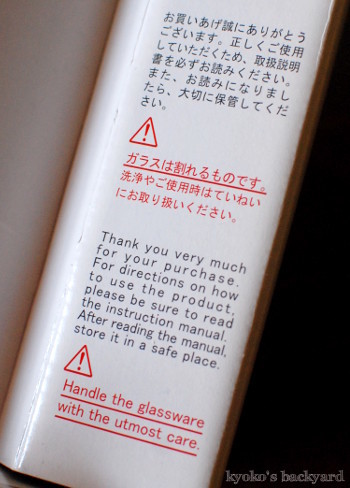 お買いあげ誠にありがとう
ございます。正しくご使用
していただくため、取扱説明
書を必ずお読みください。
また、お読みになりまし
たら、大切に保管してくだ
さい。
ガラスは割れるものです。
洗浄やご使用時はていねい
にお取り扱いください。
Thank you very much
for your purchase.
For directions on how
to use the product,
please be sure to read
the instruction manual.
After reading the manual,
store it in a safe place.
Handle the glassware
with the utmost care.
kyoko's backyard